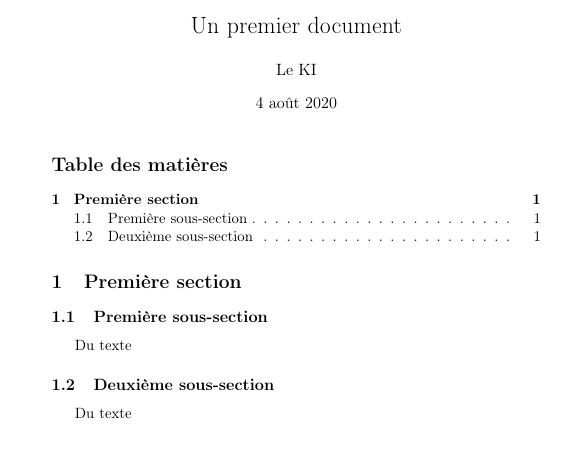 Un premier document
Le KI
4 août 2020
Table des matières
1 Première section 1
1.1 Première sous-section . . . . . . . . . . . . . . . . . . . . . . . 1
1.2 Deuxième sous-section . . . . . . . . . . . . . . . . . . . . . . 1
1 Première section
1.1 Première sous-section
Du texte
1.2 Deuxième sous-section
Du texte